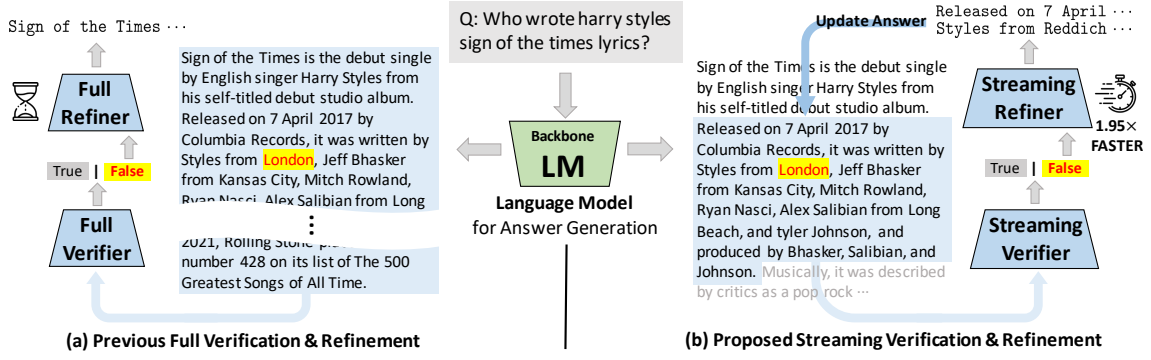 Sign of the Times ...
Full
Refiner
True | False
Full
Verifier
Sign of the Times is the debut single
by English singer Harry Styles from
his self-titled debut studio album.
Released on 7 April 2017 by
Columbia Records, it was written by
Styles from London, Jeff Bhasker
from Kansas City, Mitch Rowland,
Ryan Nasci, Alex Salibian from Long
⋮
2021, Rolling Stone
number 428 on its list of The 500
Greatest Songs of All Time.
(a) Previous Full Verification & Refinement
Q: Who wrote harry styles
sign of the times lyrics?
Backbone
LM
Language Model
for Answer Generation
Update Answer
Released on 7 April ...
Styles from Reddich ...
Sign of the Times is the debut single
by English singer Harry Styles from
his self-titled debut studio album.
Released on 7 April 2017 by
Columbia Records, it was written by
Styles from London, Jeff Bhasker
from Kansas City, Mitch Rowland,
Ryan Nasci, Alex Salibian from Long
Beach, and tyler Johnson, and
produced by Bhasker, Salibian, and
Johnson. Musically, it was described
by critics as a pop rock ...
Streaming
Refiner
1.95×
FASTER
True | False
Streaming
Verifier
(b) Proposed Streaming Verification & Refinement